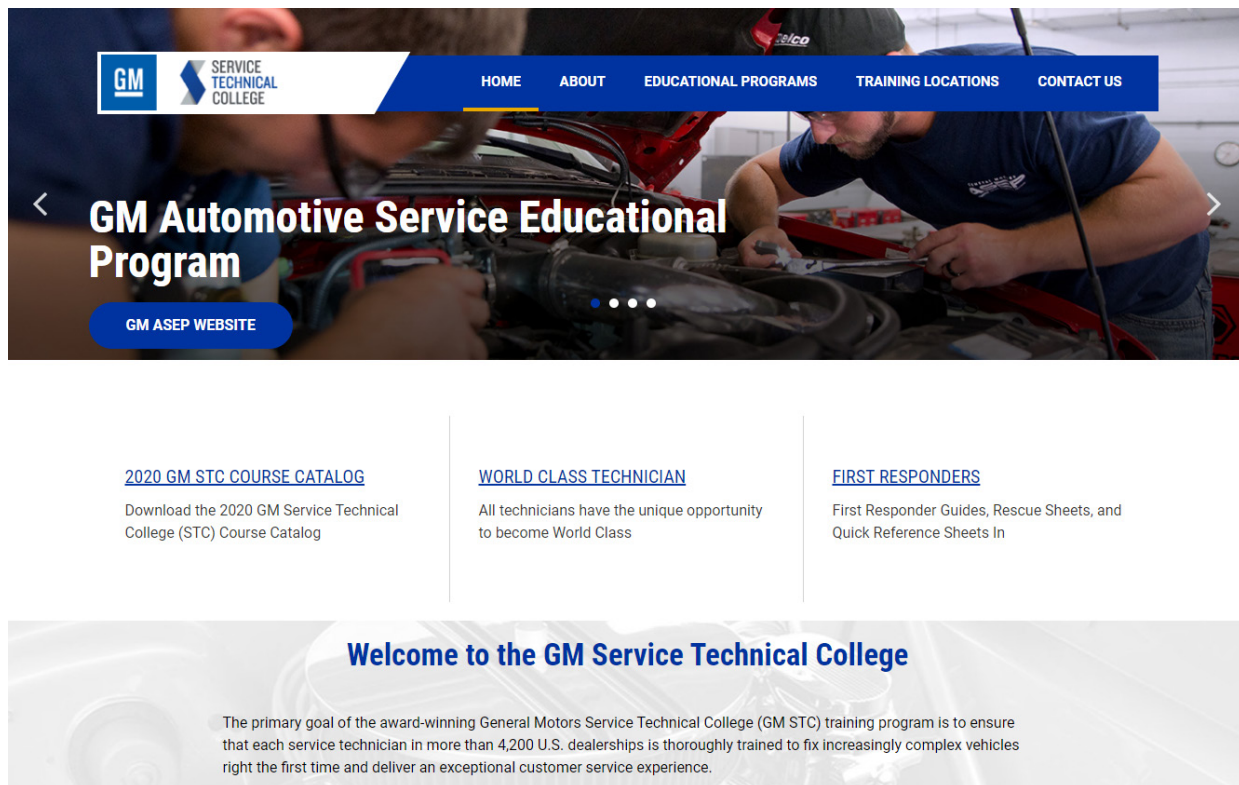 GM
SERVICE
TECHNICAL
COLLEGE
HOME ABOUT EDUCATIONAL PROGRAMS TRAINING LOCATIONS CONTACT US
GM Automotive Service Educational
Program
GM ASEP WEBSITE
2020 GM STC COURSE CATALOG
Download the 2020 GM Service Technical
College (STC) Course Catalog
WORLD CLASS TECHNICIAN
All technicians have the unique opportunity
to become World Class
FIRST RESPONDERS
First Responder Guides, Rescue Sheets, and
Quick Reference Sheets In
Welcome to the GM Service Technical College
The primary goal of the award-winning General Motors Service Technical College (GM STC) training program is to ensure
that each service technician in more than 4,200 U.S. dealerships is thoroughly trained to fix increasingly complex vehicles
right the first time and deliver an exceptional customer service experience.